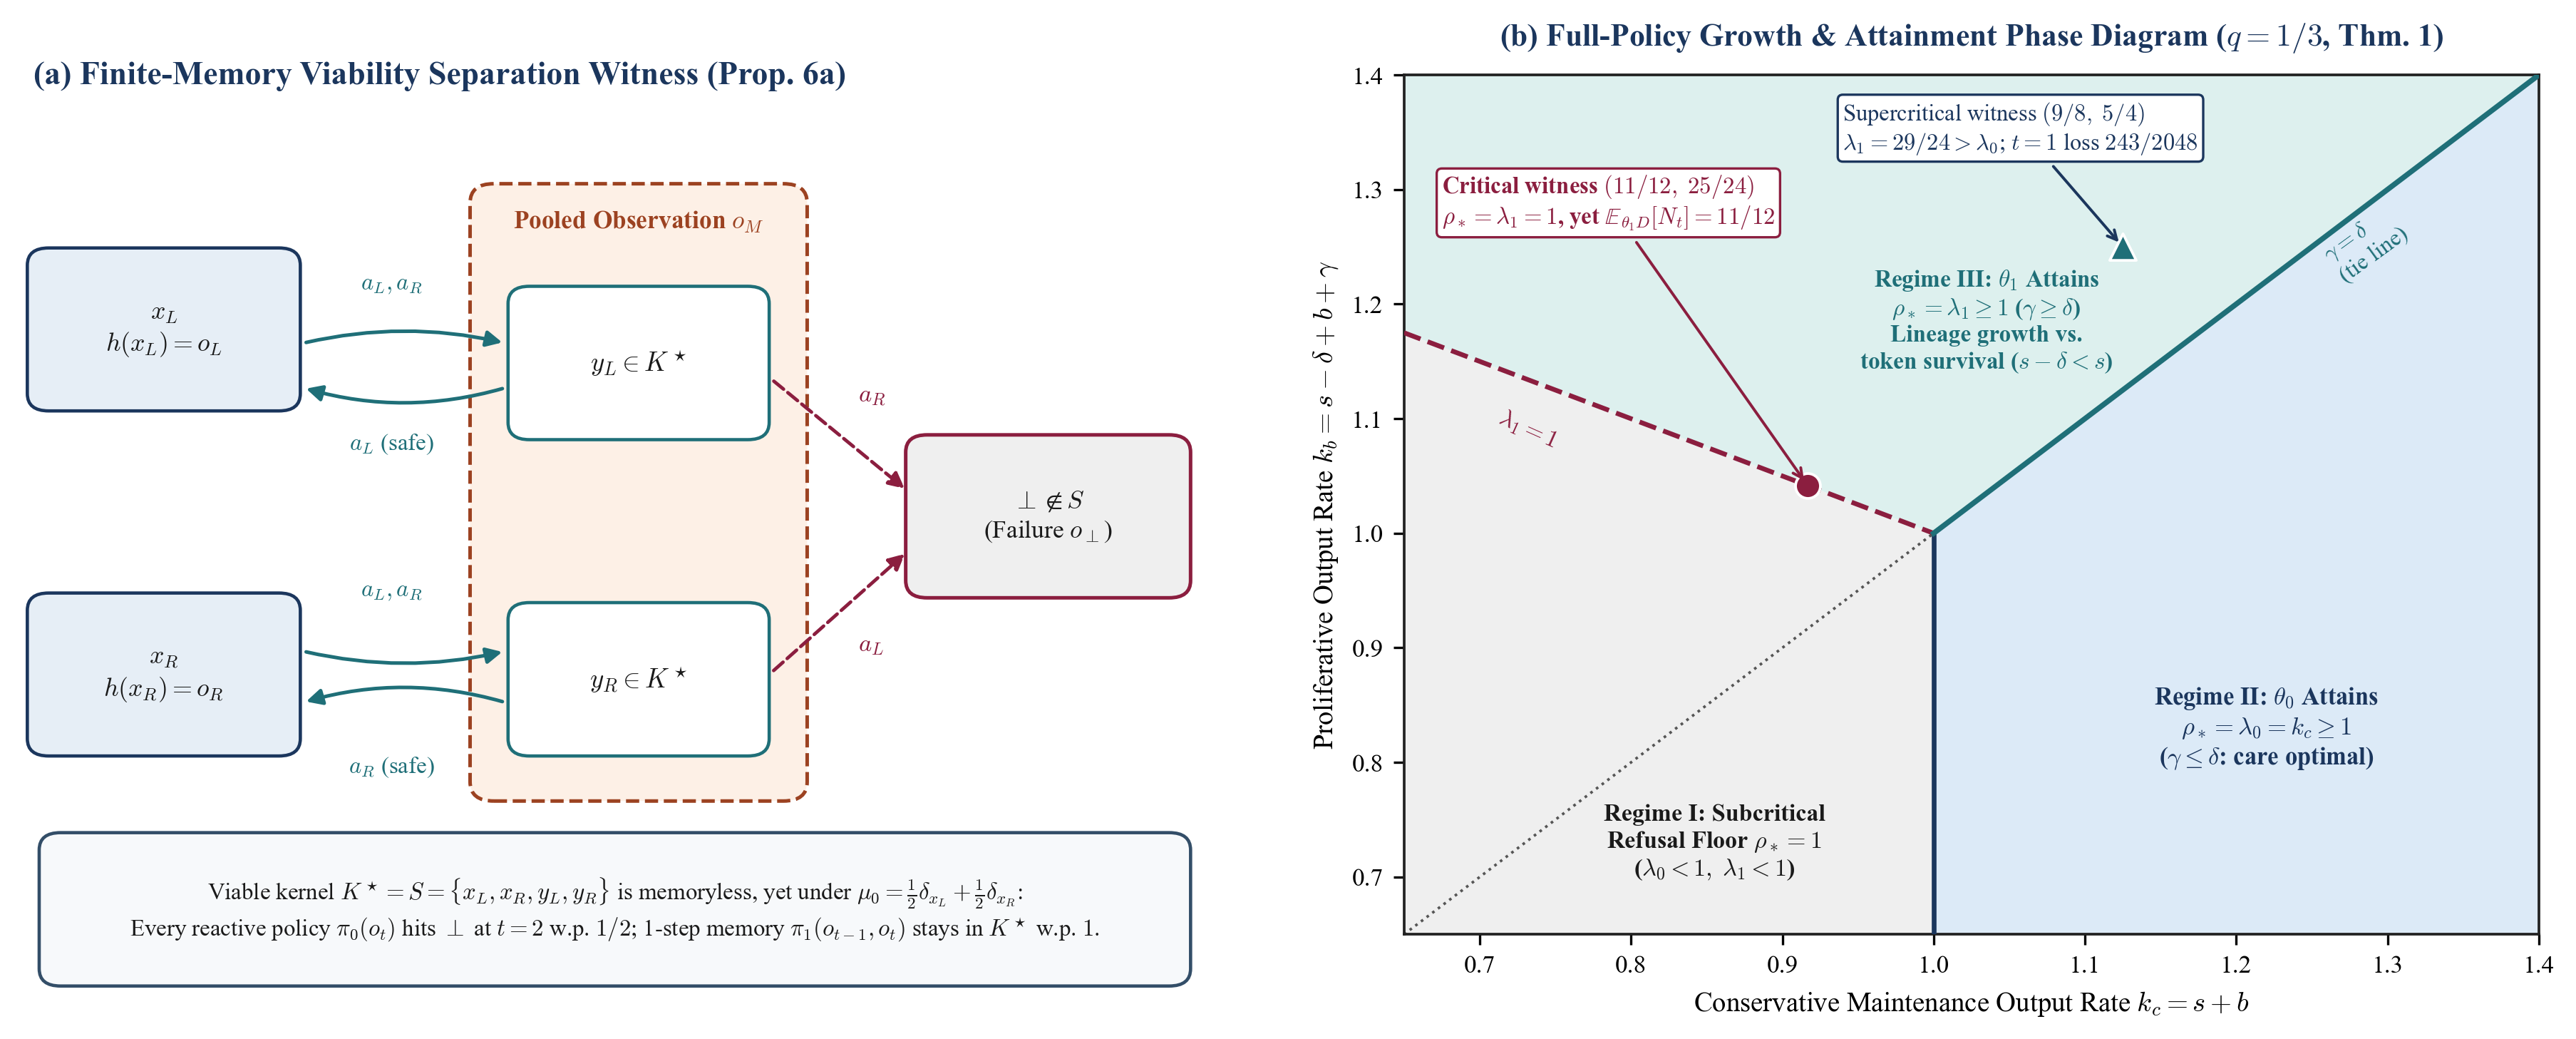 (a) Finite-Memory Viability Separation Witness (Prop. 6a)
Pooled Observation o_M
x_L
h(x_L) = o_L
a_L, a_R
a_L (safe)
y_L ∈ K⋆
a_R
⊥ ∉ S
(Failure o_⊥)
x_R
h(x_R) = o_R
a_L, a_R
a_R (safe)
y_R ∈ K⋆
a_L
Viable kernel K⋆ = S = {x_L, x_R, y_L, y_R} is memoryless, yet under μ_0 = ½δ_{x_L} + ½δ_{x_R}:
Every reactive policy π_0(o_t) hits ⊥ at t = 2 w.p. 1/2; 1-step memory π_1(o_{t−1}, o_t) stays in K⋆ w.p. 1.
(b) Full-Policy Growth & Attainment Phase Diagram (q = 1/3, Thm. 1)
Proliferative Output Rate k_b = s − δ + b + γ
1.4
1.3
1.2
1.1
1.0
0.9
0.8
0.7
Supercritical witness (9/8, 5/4)
λ_1 = 29/24 > λ_0; t = 1 loss 243/2048
Critical witness (11/12, 25/24)
ρ_* = λ_1 = 1, yet 𝔼_{θ_1 D}[N_t] = 11/12
γ = δ
(tie line)
Regime III: θ_1 Attains
ρ_* = λ_1 ≥ 1 (γ ≥ δ)
Lineage growth vs.
token survival (s − δ < s)
λ_1 = 1
Regime II: θ_0 Attains
ρ_* = λ_0 = k_c ≥ 1
(γ ≤ δ: care optimal)
Regime I: Subcritical
Refusal Floor ρ_* = 1
(λ_0 < 1, λ_1 < 1)
0.7 0.8 0.9 1.0 1.1 1.2 1.3 1.4
Conservative Maintenance Output Rate k_c = s + b